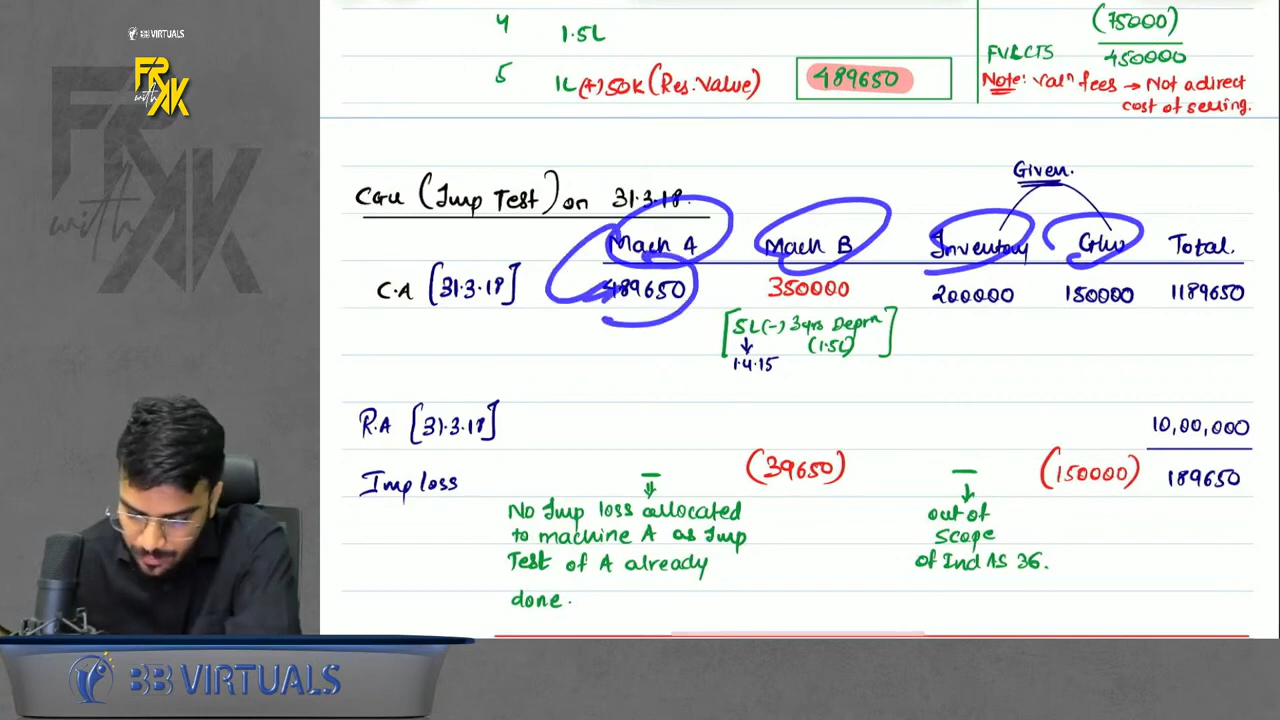 BB VIRTUALS
FR
with
AK
4 1.5L
5 1L (+) 50K (Res. Value) 489650
(75000)
FVLCTS 450000
Note: Valn fees → Not a direct
cost of selling.
CGU (Imp Test) on 31.3.18.
Given.
Mach A Mach B Inventory G/w Total.
C.A [31.3.18] 489650 350000 200000 150000 1189650
[5L (-) 3yrs Deprn]
(1.5L)
1.4.15
R.A [31.3.18] 10,00,000
Imp loss – (39650) – (150000) 189650
No Imp loss allocated
to machine A as Imp
Test of A already
done.
out of
scope
of Ind AS 36.
BB VIRTUALS